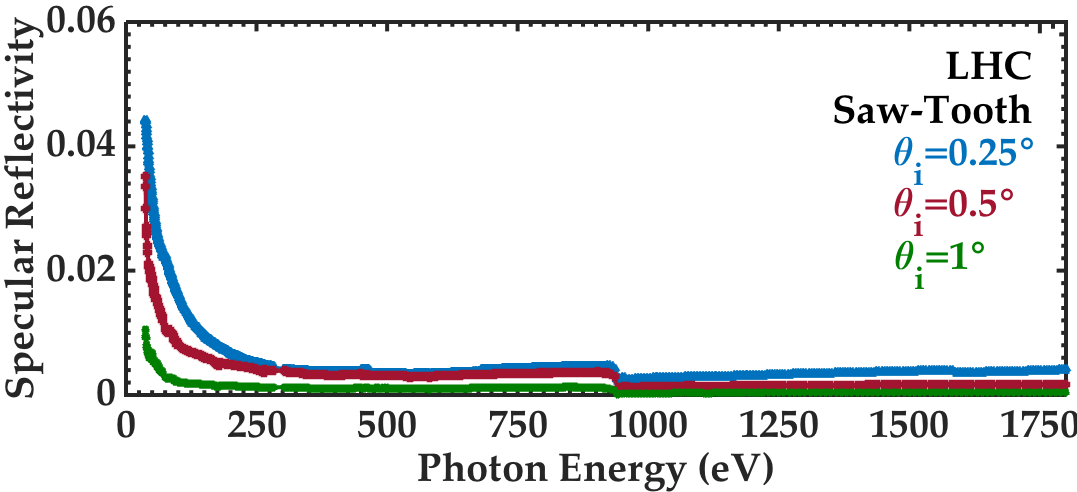 Specular Reflectivity
0.06
0.04
0.02
0
LHC
Saw-Tooth
θi=0.25°
θi=0.5°
θi=1°
0 250 500 750 1000 1250 1500 1750
Photon Energy (eV)